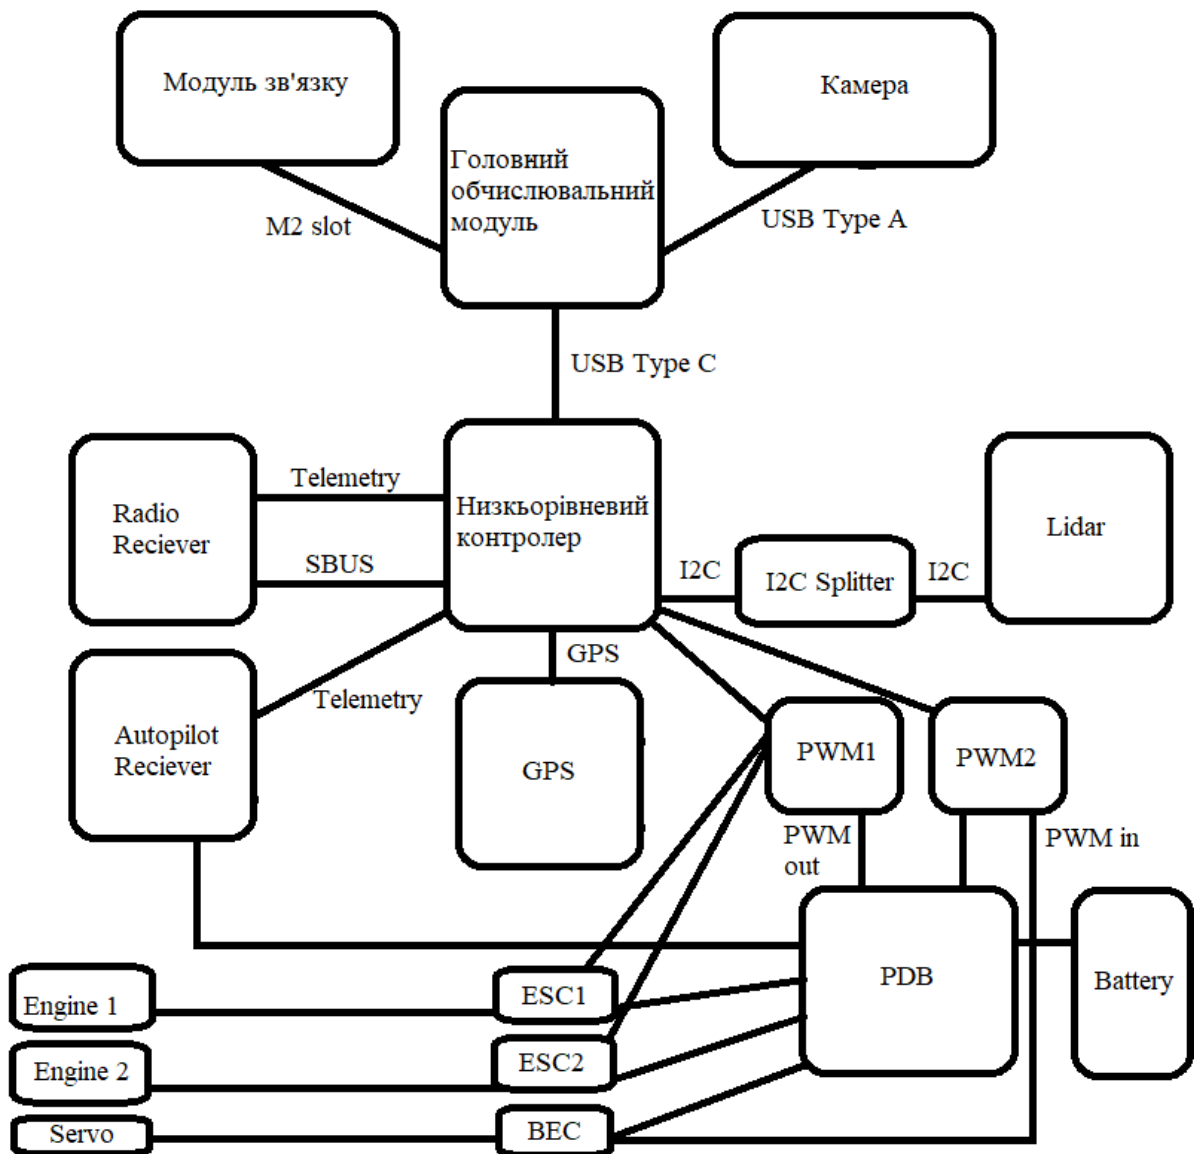 Модуль зв'язку
Камера
Головний
обчислювальний
модуль
M2 slot
USB Type A
USB Type C
Telemetry
Radio
Reciever
SBUS
Низкьорівневий
контролер
I2C
I2C Splitter
I2C
Lidar
GPS
Telemetry
Autopilot
Reciever
GPS
PWM1
PWM2
PWM
out
PWM in
PDB
Battery
Engine 1
ESC1
Engine 2
ESC2
Servo
BEC